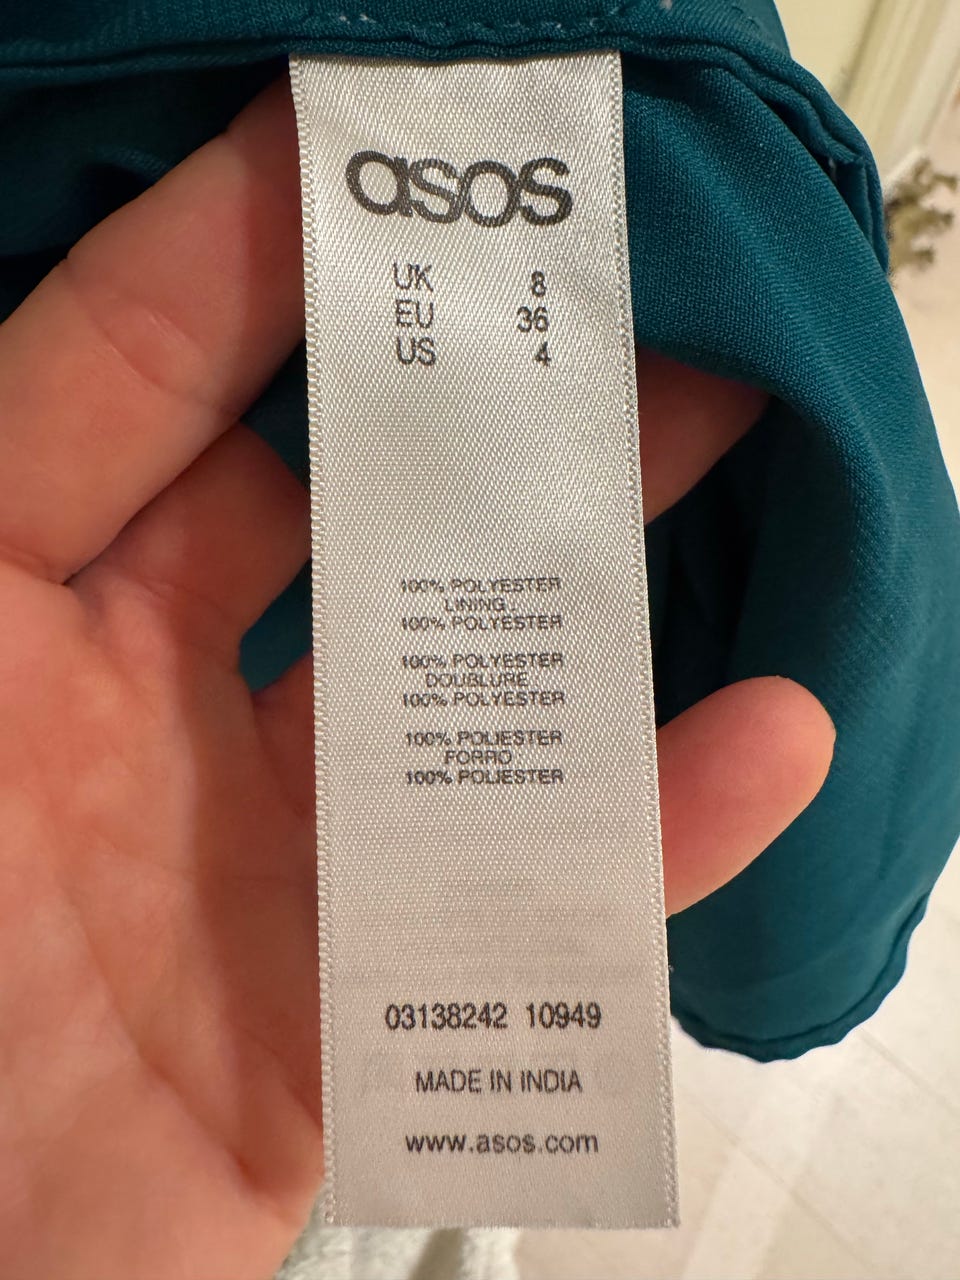 asos
UK 8
EU 36
US 4
100% POLYESTER
LINING :
100% POLYESTER
100% POLYESTER
DOUBLURE
100% POLYESTER
100% POLIESTER
FORRO
100% POLIESTER
03138242 10949
MADE IN INDIA
www.asos.com